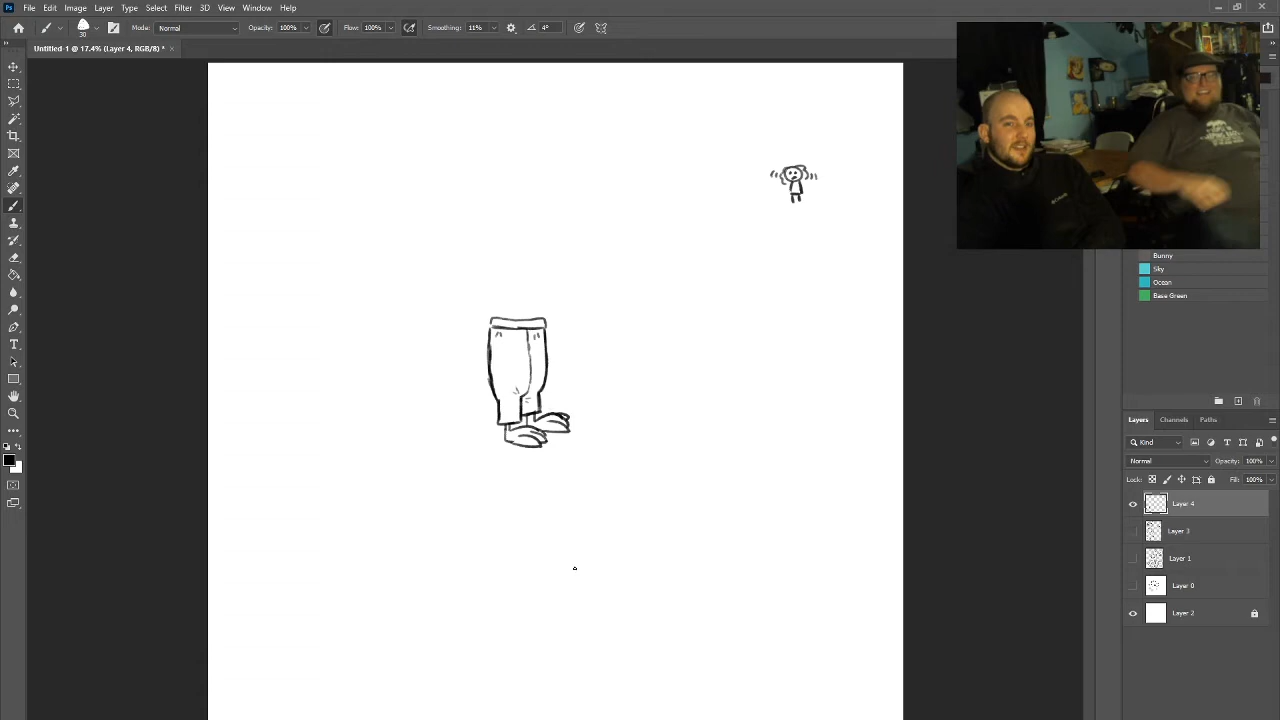 File Edit Image Layer Type Select Filter 3D View Window Help
30 Mode: Normal Opacity: 100% Flow: 100% Smoothing: 11% 4°
Untitled-1 @ 17.4% (Layer 4, RGB/8) *
Bunny
Sky
Ocean
Base Green
Layers Channels Paths
Kind
Normal Opacity: 100%
Lock: Fill: 100%
Layer 4
Layer 3
Layer 1
Layer 0
Layer 2